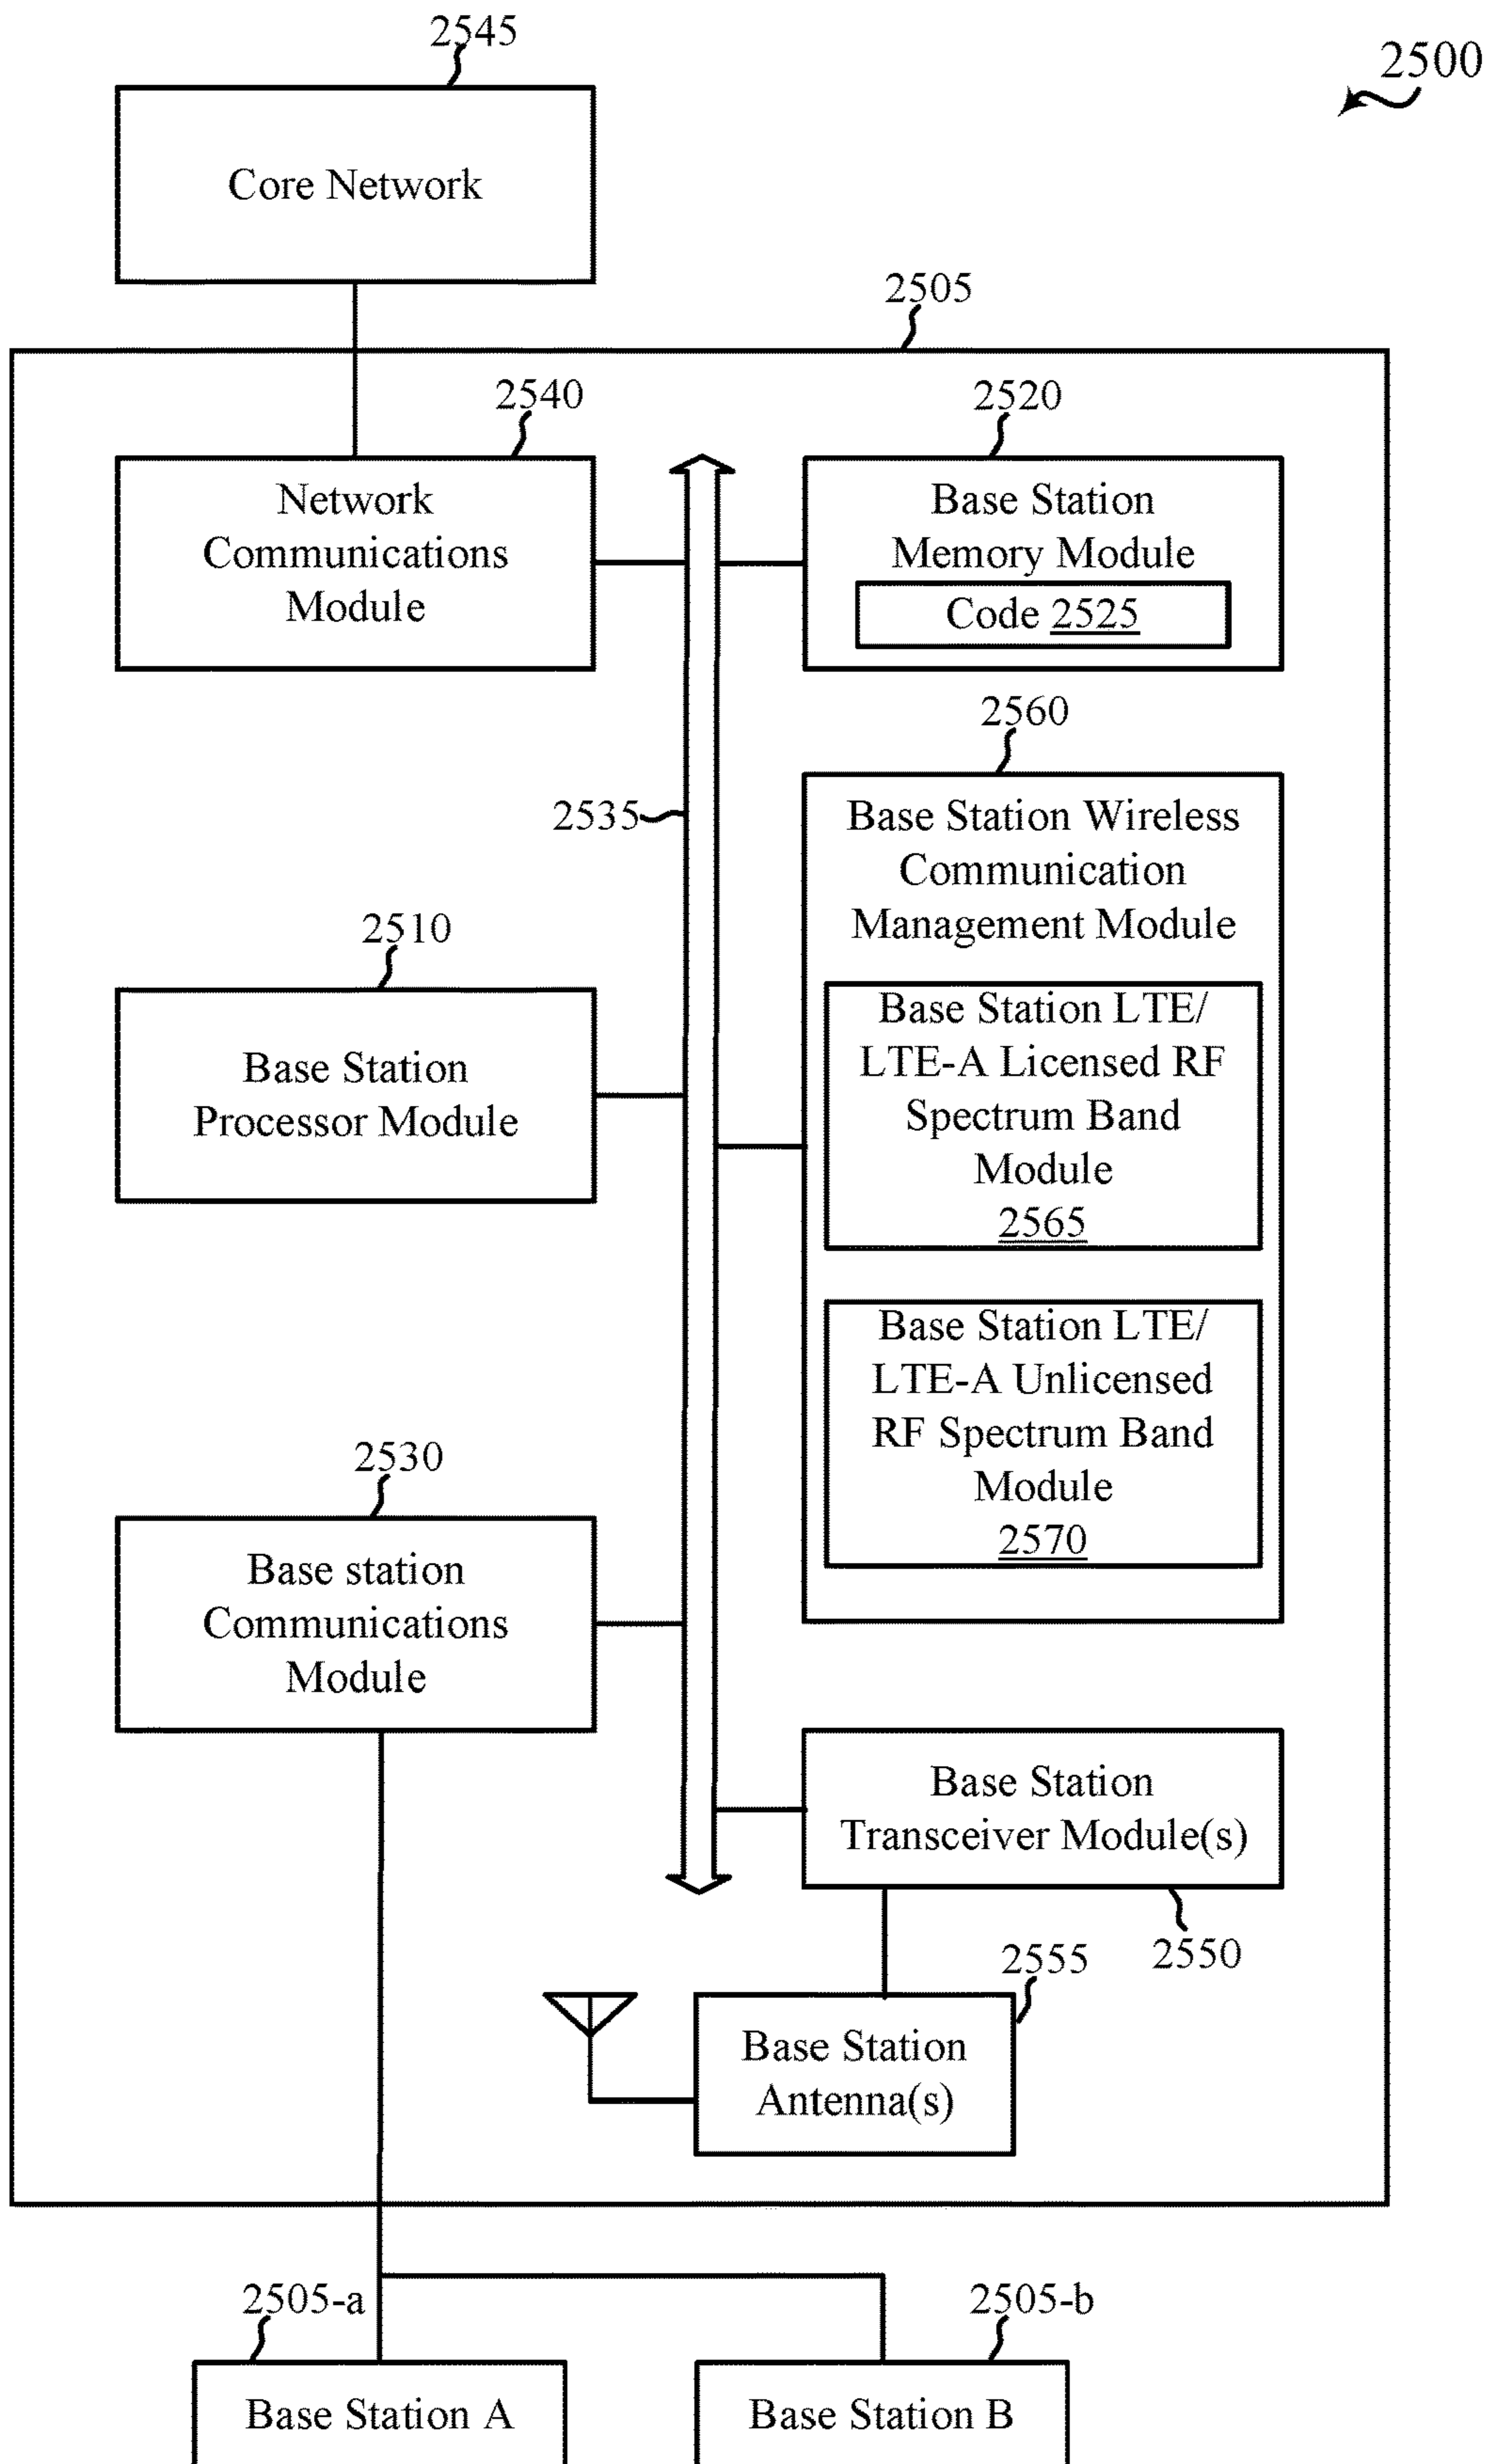 2545
2500
Core Network
2505
2540
2520
Network
Communications
Module
Base Station
Memory Module
Code 2525
2560
2535
Base Station Wireless
Communication
Management Module
2510
Base Station
Processor Module
Base Station LTE/
LTE-A Licensed RF
Spectrum Band
Module
2565
Base Station LTE/
LTE-A Unlicensed
RF Spectrum Band
Module
2570
2530
Base station
Communications
Module
Base Station
Transceiver Module(s)
2550
2555
Base Station
Antenna(s)
2505-a
2505-b
Base Station A
Base Station B